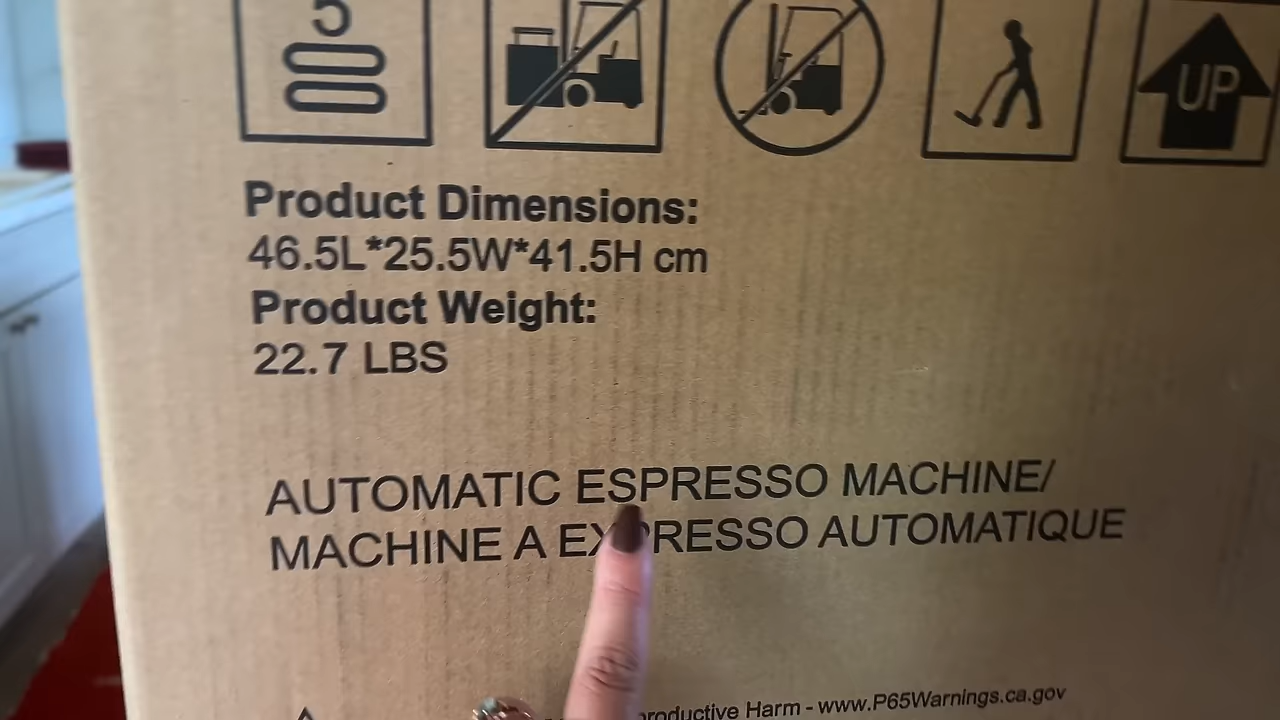 5
UP
Product Dimensions:
46.5L*25.5W*41.5H cm
Product Weight:
22.7 LBS
AUTOMATIC ESPRESSO MACHINE/
MACHINE A EXPRESSO AUTOMATIQUE
Harm - www.P65Warnings.ca.gov